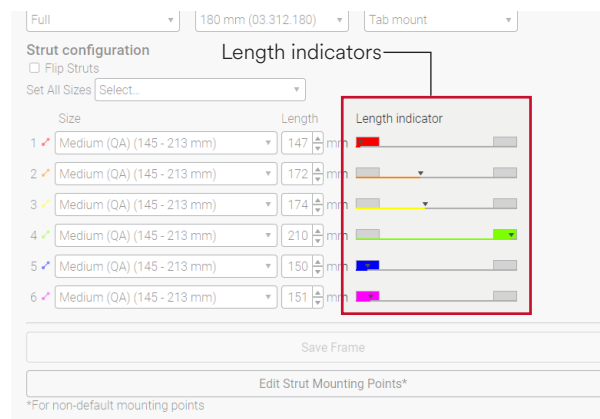 Full 180 mm (03.312.180) Tab mount
Strut configuration
Length indicators
Flip Struts
Set All Sizes Select...
Size Length Length indicator
1 Medium (QA) (145 - 213 mm) 147 mm
2 Medium (QA) (145 - 213 mm) 172 mm
3 Medium (QA) (145 - 213 mm) 174 mm
4 Medium (QA) (145 - 213 mm) 210 mm
5 Medium (QA) (145 - 213 mm) 150 mm
6 Medium (QA) (145 - 213 mm) 151 mm
Save Frame
Edit Strut Mounting Points*
*For non-default mounting points